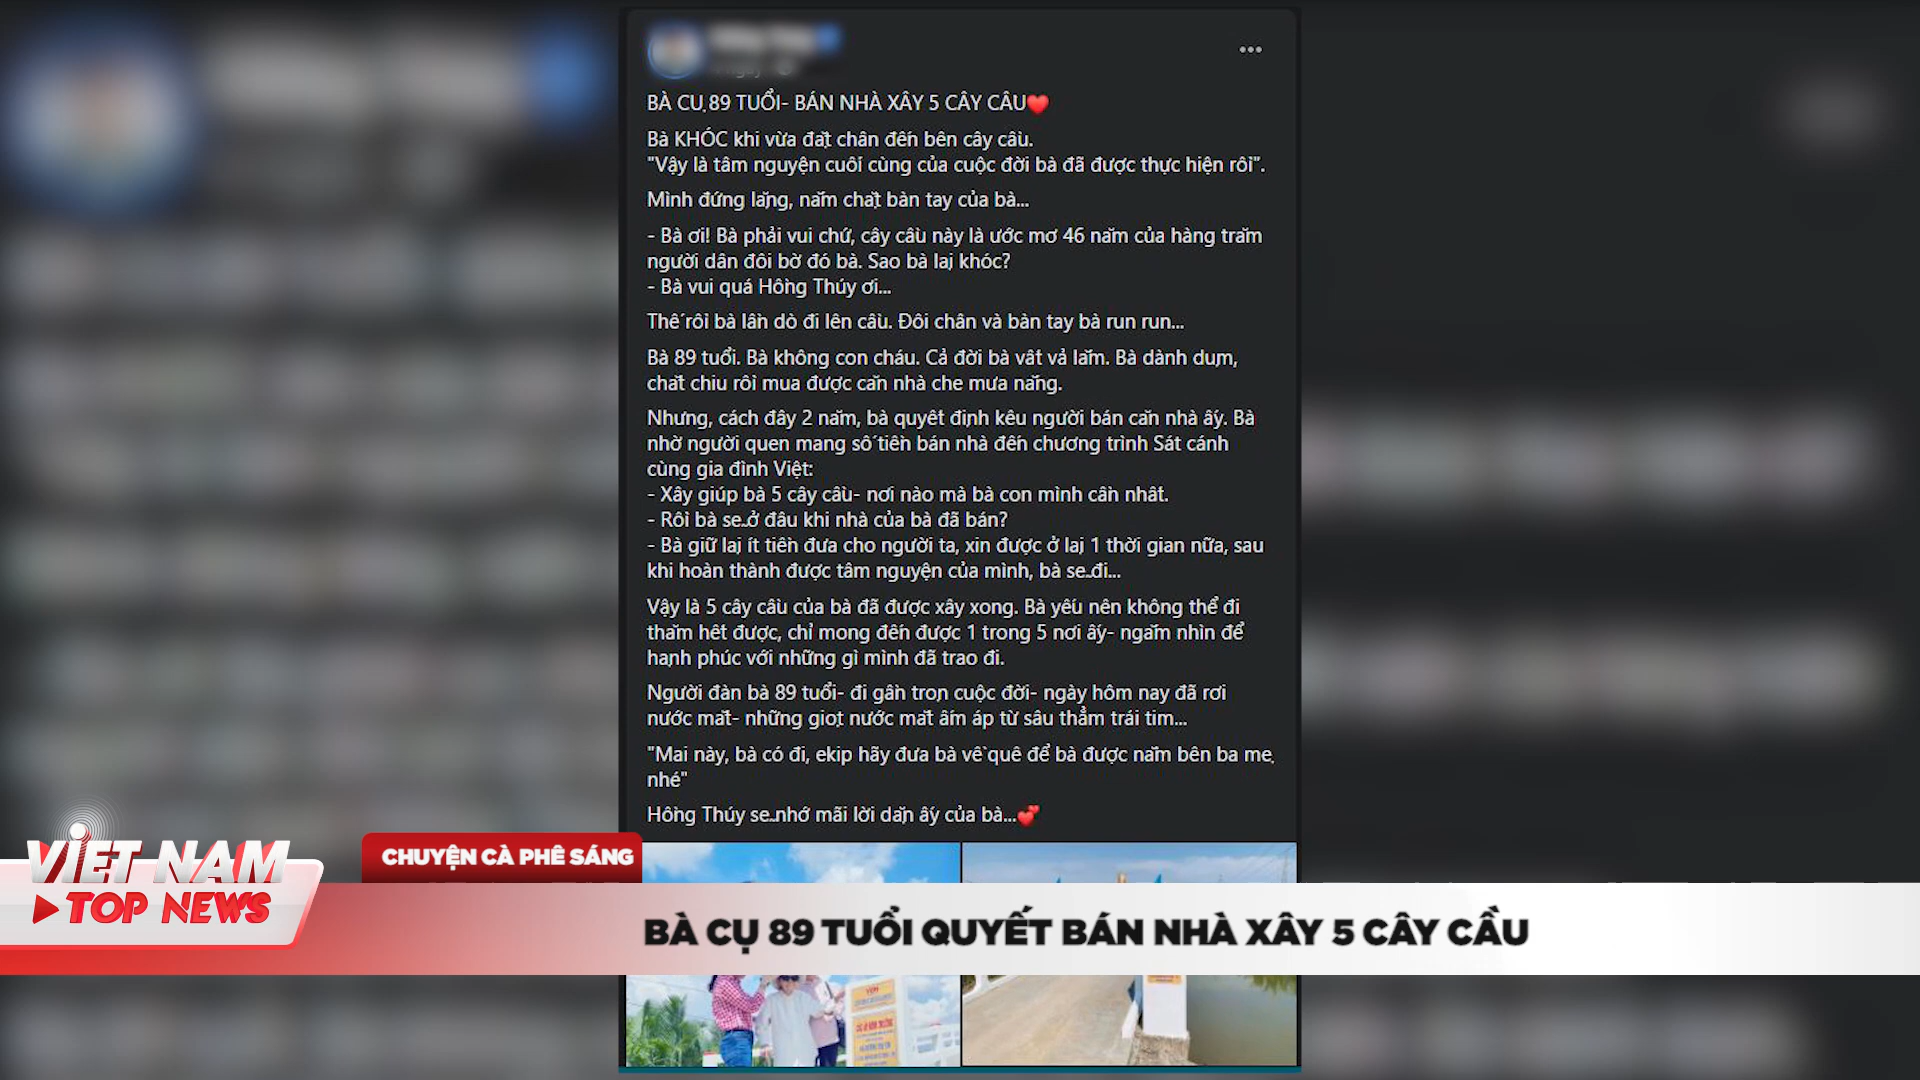 BÀ CỤ 89 TUỔI- BÁN NHÀ XÂY 5 CÂY CẦU❤️
Bà KHÓC khi vừa đặt chân đến bên cây cầu.
"Vậy là tâm nguyện cuối cùng của cuộc đời bà đã được thực hiện rồi".
Mình đứng lặng, nắm chặt bàn tay của bà...
- Bà ơi! Bà phải vui chứ, cây cầu này là ước mơ 46 năm của hàng trăm
người dân đôi bờ đó bà. Sao bà lại khóc?
- Bà vui quá Hồng Thúy ơi...
Thế rồi bà lần dò đi lên cầu. Đôi chân và bàn tay bà run run...
Bà 89 tuổi. Bà không con cháu. Cả đời bà vất vả lắm. Bà dành dụm,
chắt chiu rồi mua được căn nhà che mưa nắng.
Nhưng, cách đây 2 năm, bà quyết định kêu người bán căn nhà ấy. Bà
nhờ người quen mang số tiền bán nhà đến chương trình Sát cánh
cùng gia đình Việt:
- Xây giúp bà 5 cây cầu- nơi nào mà bà con mình cần nhất.
- Rồi bà sẽ ở đâu khi nhà của bà đã bán?
- Bà giữ lại ít tiền đưa cho người ta, xin được ở lại 1 thời gian nữa, sau
khi hoàn thành được tâm nguyện của mình, bà sẽ đi...
Vậy là 5 cây cầu của bà đã được xây xong. Bà yếu nên không thể đi
thăm hết được, chỉ mong đến được 1 trong 5 nơi ấy- ngắm nhìn để
hạnh phúc với những gì mình đã trao đi.
Người đàn bà 89 tuổi- đi gần trọn cuộc đời- ngày hôm nay đã rơi
nước mắt- những giọt nước mắt ấm áp từ sâu thẳm trái tim...
"Mai này, bà có đi, ekip hãy đưa bà về quê để bà được nằm bên ba mẹ
nhé"
Hồng Thúy sẽ nhớ mãi lời dặn ấy của bà...💕
VIET NAM
TOP NEWS
CHUYỆN CÀ PHÊ SÁNG
BÀ CỤ 89 TUỔI QUYẾT BÁN NHÀ XÂY 5 CÂY CẦU